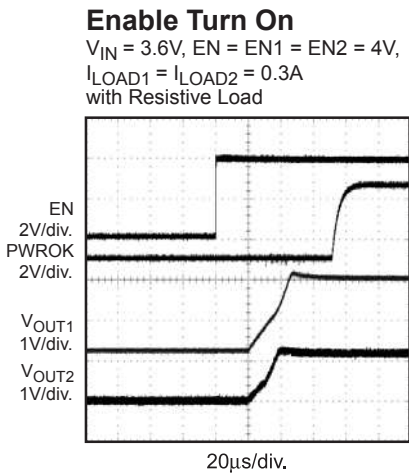 Enable Turn On
VIN = 3.6V, EN = EN1 = EN2 = 4V,
ILOAD1 = ILOAD2 = 0.3A
with Resistive Load
EN
2V/div.
PWROK
2V/div.
VOUT1
1V/div.
VOUT2
1V/div.
20μs/div.